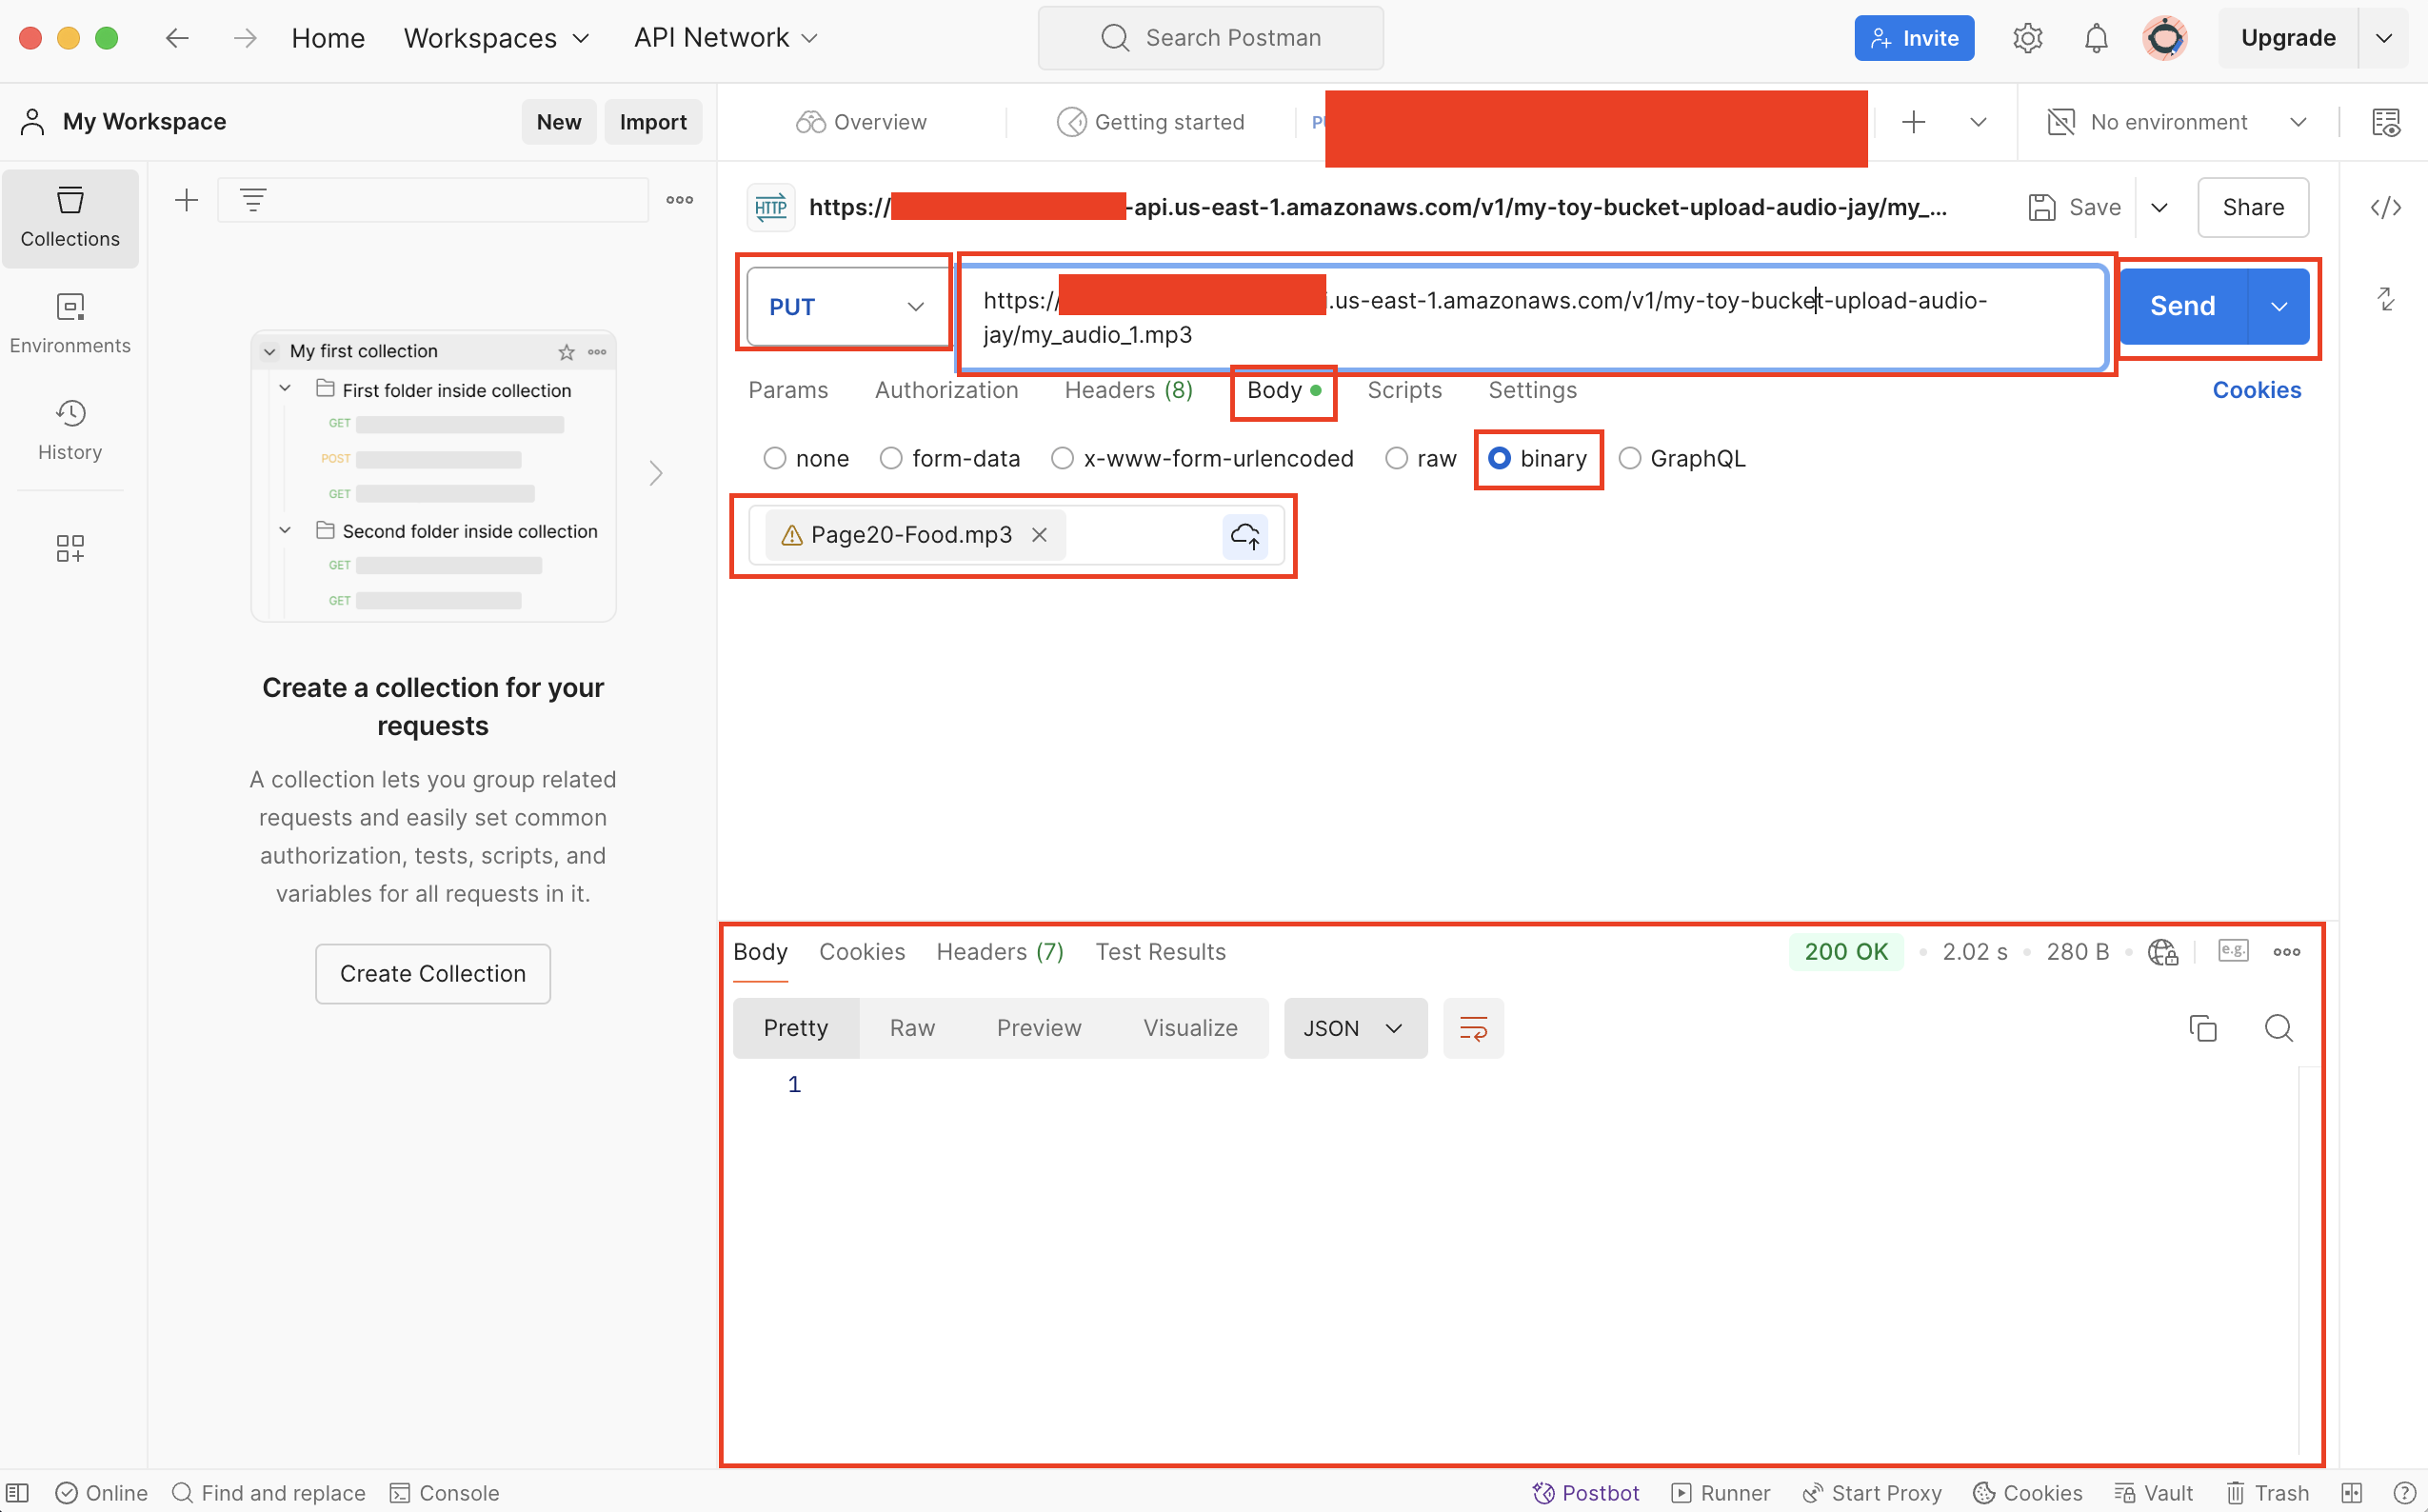 Home Workspaces API Network Search Postman Invite Upgrade
My Workspace New Import Overview Getting started No environment
Collections
Environments
History
My first collection
First folder inside collection
GET
POST
GET
Second folder inside collection
GET
GET
Create a collection for your
requests
A collection lets you group related
requests and easily set common
authorization, tests, scripts, and
variables for all requests in it.
Create Collection
HTTP https:// -api.us-east-1.amazonaws.com/v1/my-toy-bucket-upload-audio-jay/my_... Save Share
PUT https:// .us-east-1.amazonaws.com/v1/my-toy-bucket-upload-audio-
jay/my_audio_1.mp3 Send
Params Authorization Headers (8) Body Scripts Settings Cookies
none form-data x-www-form-urlencoded raw binary GraphQL
Page20-Food.mp3
Body Cookies Headers (7) Test Results 200 OK 2.02 s 280 B e.g.
Pretty Raw Preview Visualize JSON
1
Online Find and replace Console Postbot Runner Start Proxy Cookies Vault Trash